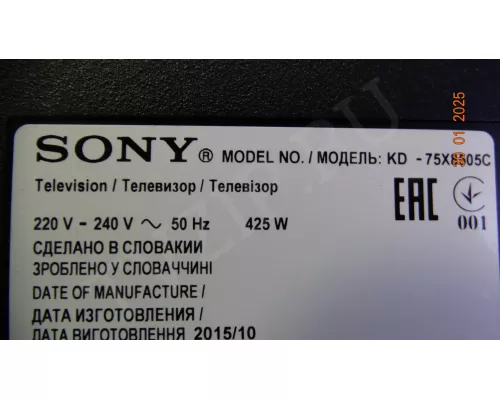 SONY ® MODEL NO. / МОДЕЛЬ: KD - 75X8505C
Television / Телевизор / Телевізор
220 V - 240 V ~ 50 Hz 425 W
EAC
001
СДЕЛАНО В СЛОВАКИИ
ЗРОБЛЕНО У СЛОВАЧЧИНІ
DATE OF MANUFACTURE /
ДАТА ИЗГОТОВЛЕНИЯ /
ДАТА ВИГОТОВЛЕННЯ 2015/10
01 2025